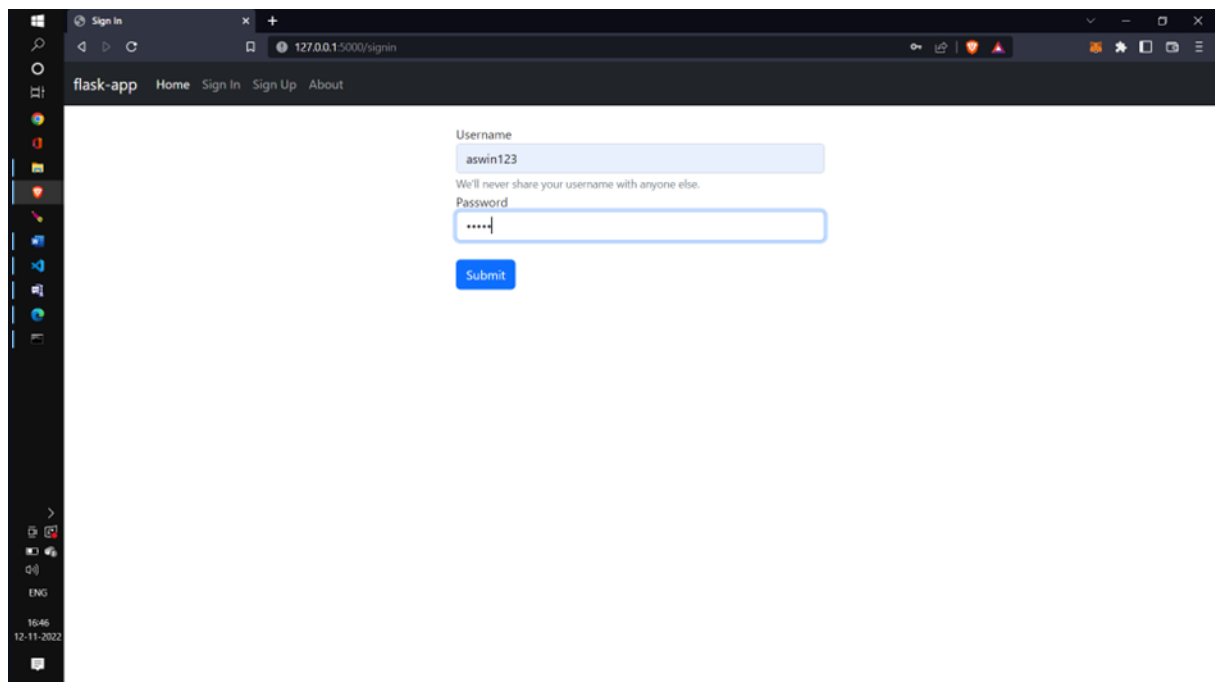 Sign In
127.0.0.1:5000/signin
flask-app Home Sign In Sign Up About
Username
aswin123
We'll never share your username with anyone else.
Password
•••••
Submit
ENG
16:46
12-11-2022